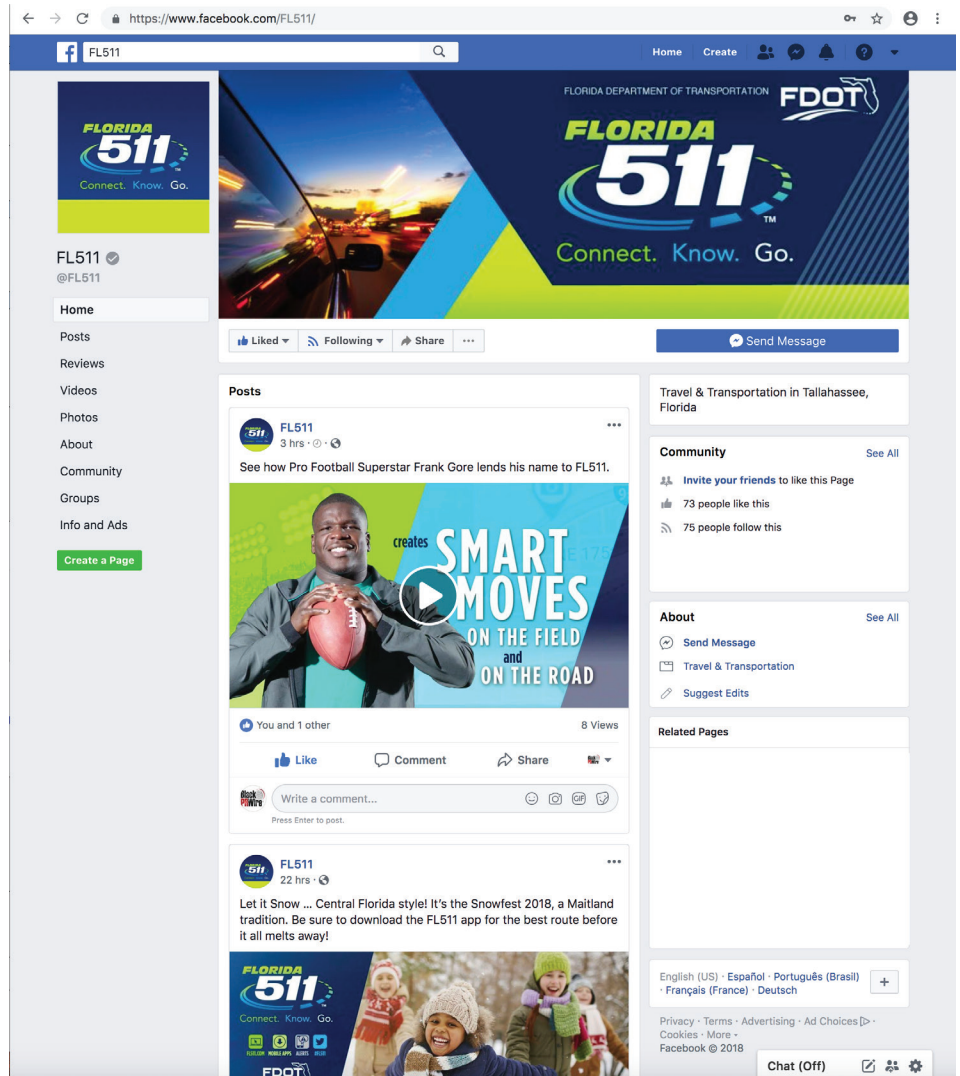 https://www.facebook.com/FL511/
FL511
Home
Create
FLORIDA
511
Connect. Know. Go.
FLORIDA DEPARTMENT OF TRANSPORTATION
FDOT
FLORIDA
511
TM
Connect. Know. Go.
FL511
@FL511
Home
Posts
Reviews
Videos
Photos
About
Community
Groups
Info and Ads
Create a Page
Liked
Following
Share
Send Message
Posts
FL511
3 hrs
See how Pro Football Superstar Frank Gore lends his name to FL511.
creates SMART
MOVES
ON THE FIELD
and
ON THE ROAD
You and 1 other
8 Views
Like
Comment
Share
Black
PRWire
Write a comment...
GIF
Press Enter to post.
FL511
22 hrs
Let it Snow ... Central Florida style! It's the Snowfest 2018, a Maitland
tradition. Be sure to download the FL511 app for the best route before
it all melts away!
FLORIDA
511
Connect. Know. Go.
FL511.COM MOBILE APPS ALERTS
FDOT
Travel & Transportation in Tallahassee,
Florida
Community
See All
Invite your friends to like this Page
73 people like this
75 people follow this
About
See All
Send Message
Travel & Transportation
Suggest Edits
Related Pages
English (US) · Español · Português (Brasil)
· Français (France) · Deutsch
Privacy · Terms · Advertising · Ad Choices ·
Cookies · More
Facebook © 2018
Chat (Off)